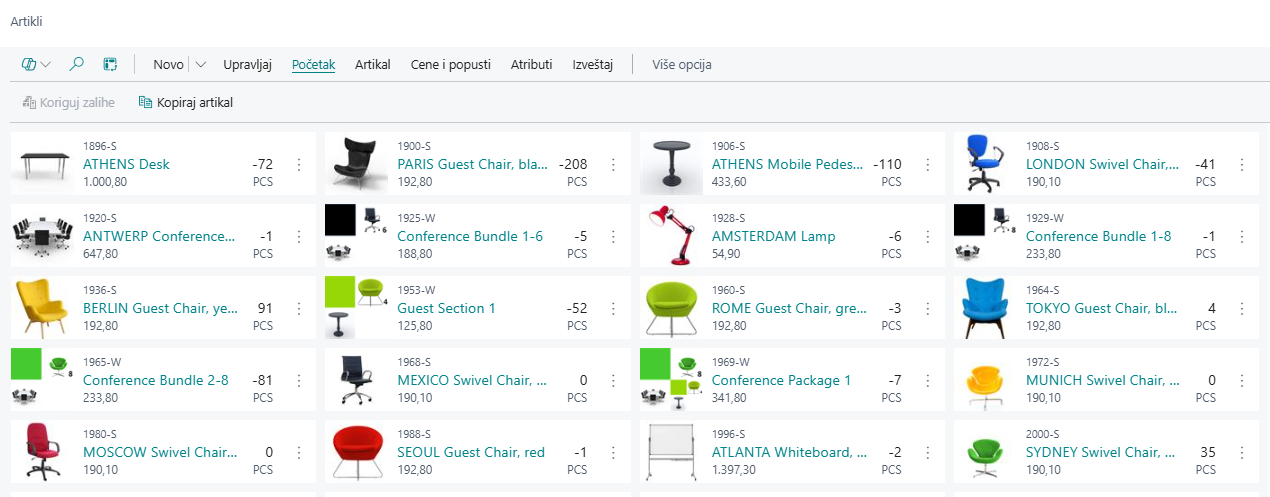 Artikli
Novo Upravljaj Početak Artikal Cene i popusti Atributi Izveštaj Više opcija
Koriguj zalihe Kopiraj artikal
1896-S
ATHENS Desk -72
1.000,80 PCS
1900-S
PARIS Guest Chair, bla... -208
192,80 PCS
1906-S
ATHENS Mobile Pedes... -110
433,60 PCS
1908-S
LONDON Swivel Chair,... -41
190,10 PCS
1920-S
ANTWERP Conference... -1
647,80 PCS
6
1925-W
Conference Bundle 1-6 -5
188,80 PCS
1928-S
AMSTERDAM Lamp -6
54,90 PCS
8
1929-W
Conference Bundle 1-8 -1
233,80 PCS
1936-S
BERLIN Guest Chair, ye... 91
192,80 PCS
4
1953-W
Guest Section 1 -52
125,80 PCS
1960-S
ROME Guest Chair, gre... -3
192,80 PCS
1964-S
TOKYO Guest Chair, bl... 4
192,80 PCS
8
1965-W
Conference Bundle 2-8 -81
233,80 PCS
1968-S
MEXICO Swivel Chair, ... 0
190,10 PCS
8
1969-W
Conference Package 1 -7
341,80 PCS
1972-S
MUNICH Swivel Chair, ... 0
190,10 PCS
1980-S
MOSCOW Swivel Chair... 0
190,10 PCS
1988-S
SEOUL Guest Chair, red -1
192,80 PCS
1996-S
ATLANTA Whiteboard, ... -2
1.397,30 PCS
2000-S
SYDNEY Swivel Chair, ... 35
190,10 PCS